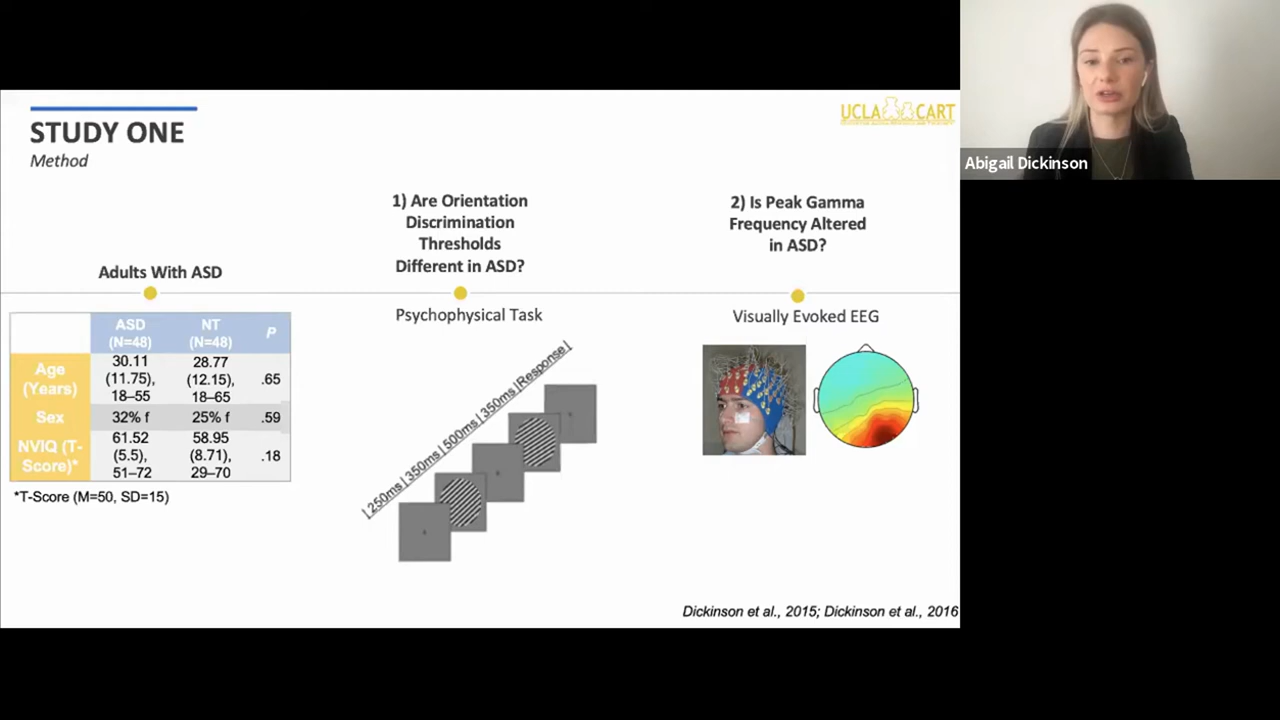 STUDY ONE
Method
UCLA CART
Abigail Dickinson
Adults With ASD
ASD
(N=48)
NT
(N=48)
P
Age
(Years)
30.11
(11.75),
18–55
28.77
(12.15),
18–65
.65
Sex
32% f
25% f
.59
NVIQ (T-
Score)*
61.52
(5.5),
51–72
58.95
(8.71),
29–70
.18
*T-Score (M=50, SD=15)
1) Are Orientation
Discrimination
Thresholds
Different in ASD?
Psychophysical Task
|250ms | 350ms |500ms | 350ms |Response|
2) Is Peak Gamma
Frequency Altered
in ASD?
Visually Evoked EEG
Dickinson et al., 2015; Dickinson et al., 2016